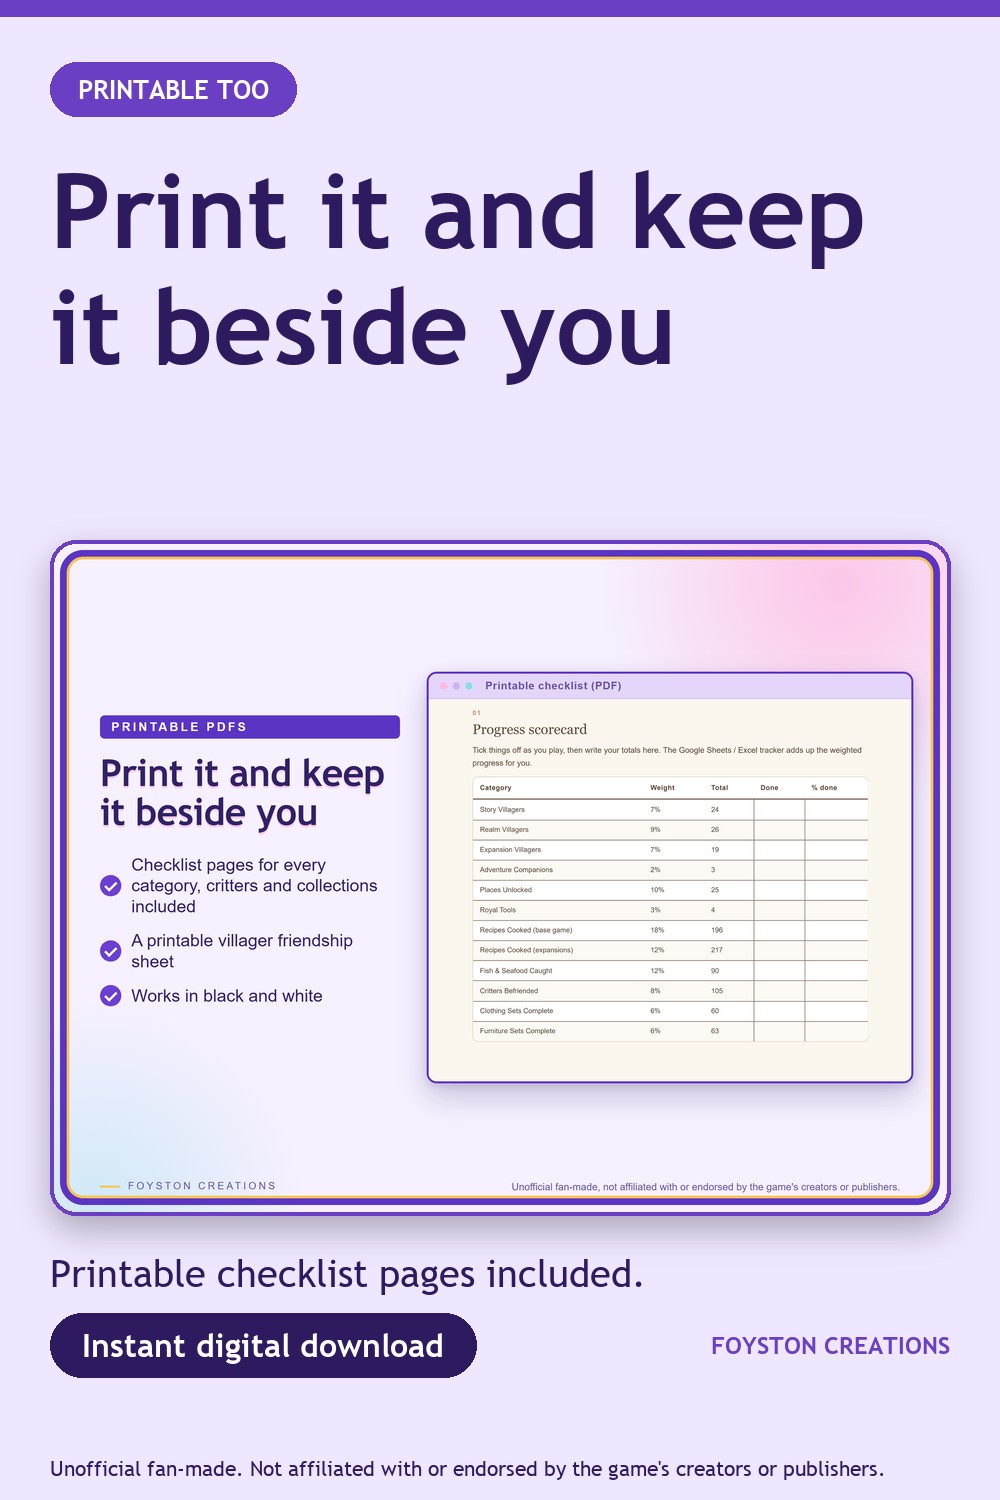 PRINTABLE TOO
Print it and keep
it beside you
PRINTABLE PDFS
Print it and keep
it beside you
Checklist pages for every
category, critters and collections
included
A printable villager friendship
sheet
Works in black and white
Printable checklist (PDF)
01
Progress scorecard
Tick things off as you play, then write your totals here. The Google Sheets / Excel tracker adds up the weighted
progress for you.
Category Weight Total Done % done
Story Villagers 7% 24
Realm Villagers 9% 26
Expansion Villagers 7% 19
Adventure Companions 2% 3
Places Unlocked 10% 25
Royal Tools 3% 4
Recipes Cooked (base game) 18% 196
Recipes Cooked (expansions) 12% 217
Fish & Seafood Caught 12% 90
Critters Befriended 8% 105
Clothing Sets Complete 6% 60
Furniture Sets Complete 6% 63
FOYSTON CREATIONS
Unofficial fan-made, not affiliated with or endorsed by the game's creators or publishers.
Printable checklist pages included.
Instant digital download
FOYSTON CREATIONS
Unofficial fan-made. Not affiliated with or endorsed by the game's creators or publishers.